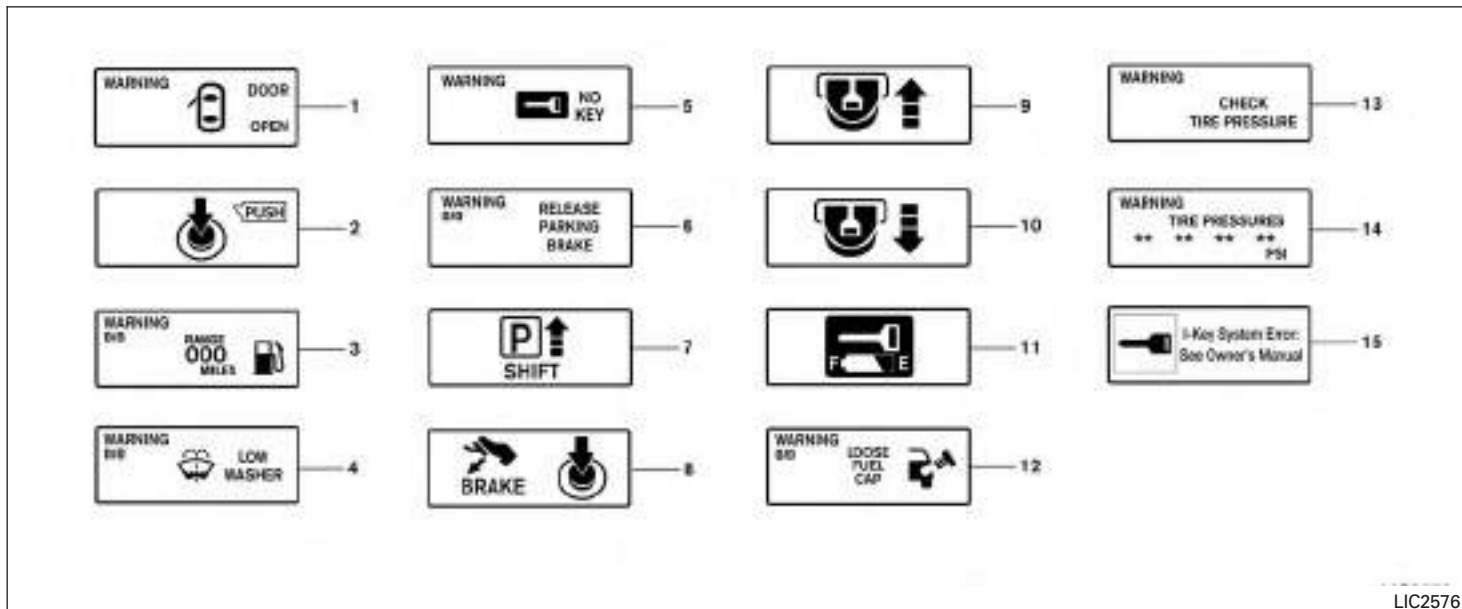 WARNING
DOOR
OPEN
1
PUSH
2
WARNING
RANGE
000
MILES
3
WARNING
LOW
WASHER
4
WARNING
NO
KEY
5
WARNING
RELEASE
PARKING
BRAKE
6
P
SHIFT
7
BRAKE
8
9
10
F E
11
WARNING
LOOSE
FUEL
CAP
12
WARNING
CHECK
TIRE PRESSURE
13
WARNING
TIRE PRESSURES
** ** ** **
PSI
14
I-Key System Error:
See Owner's Manual
15
LIC2576